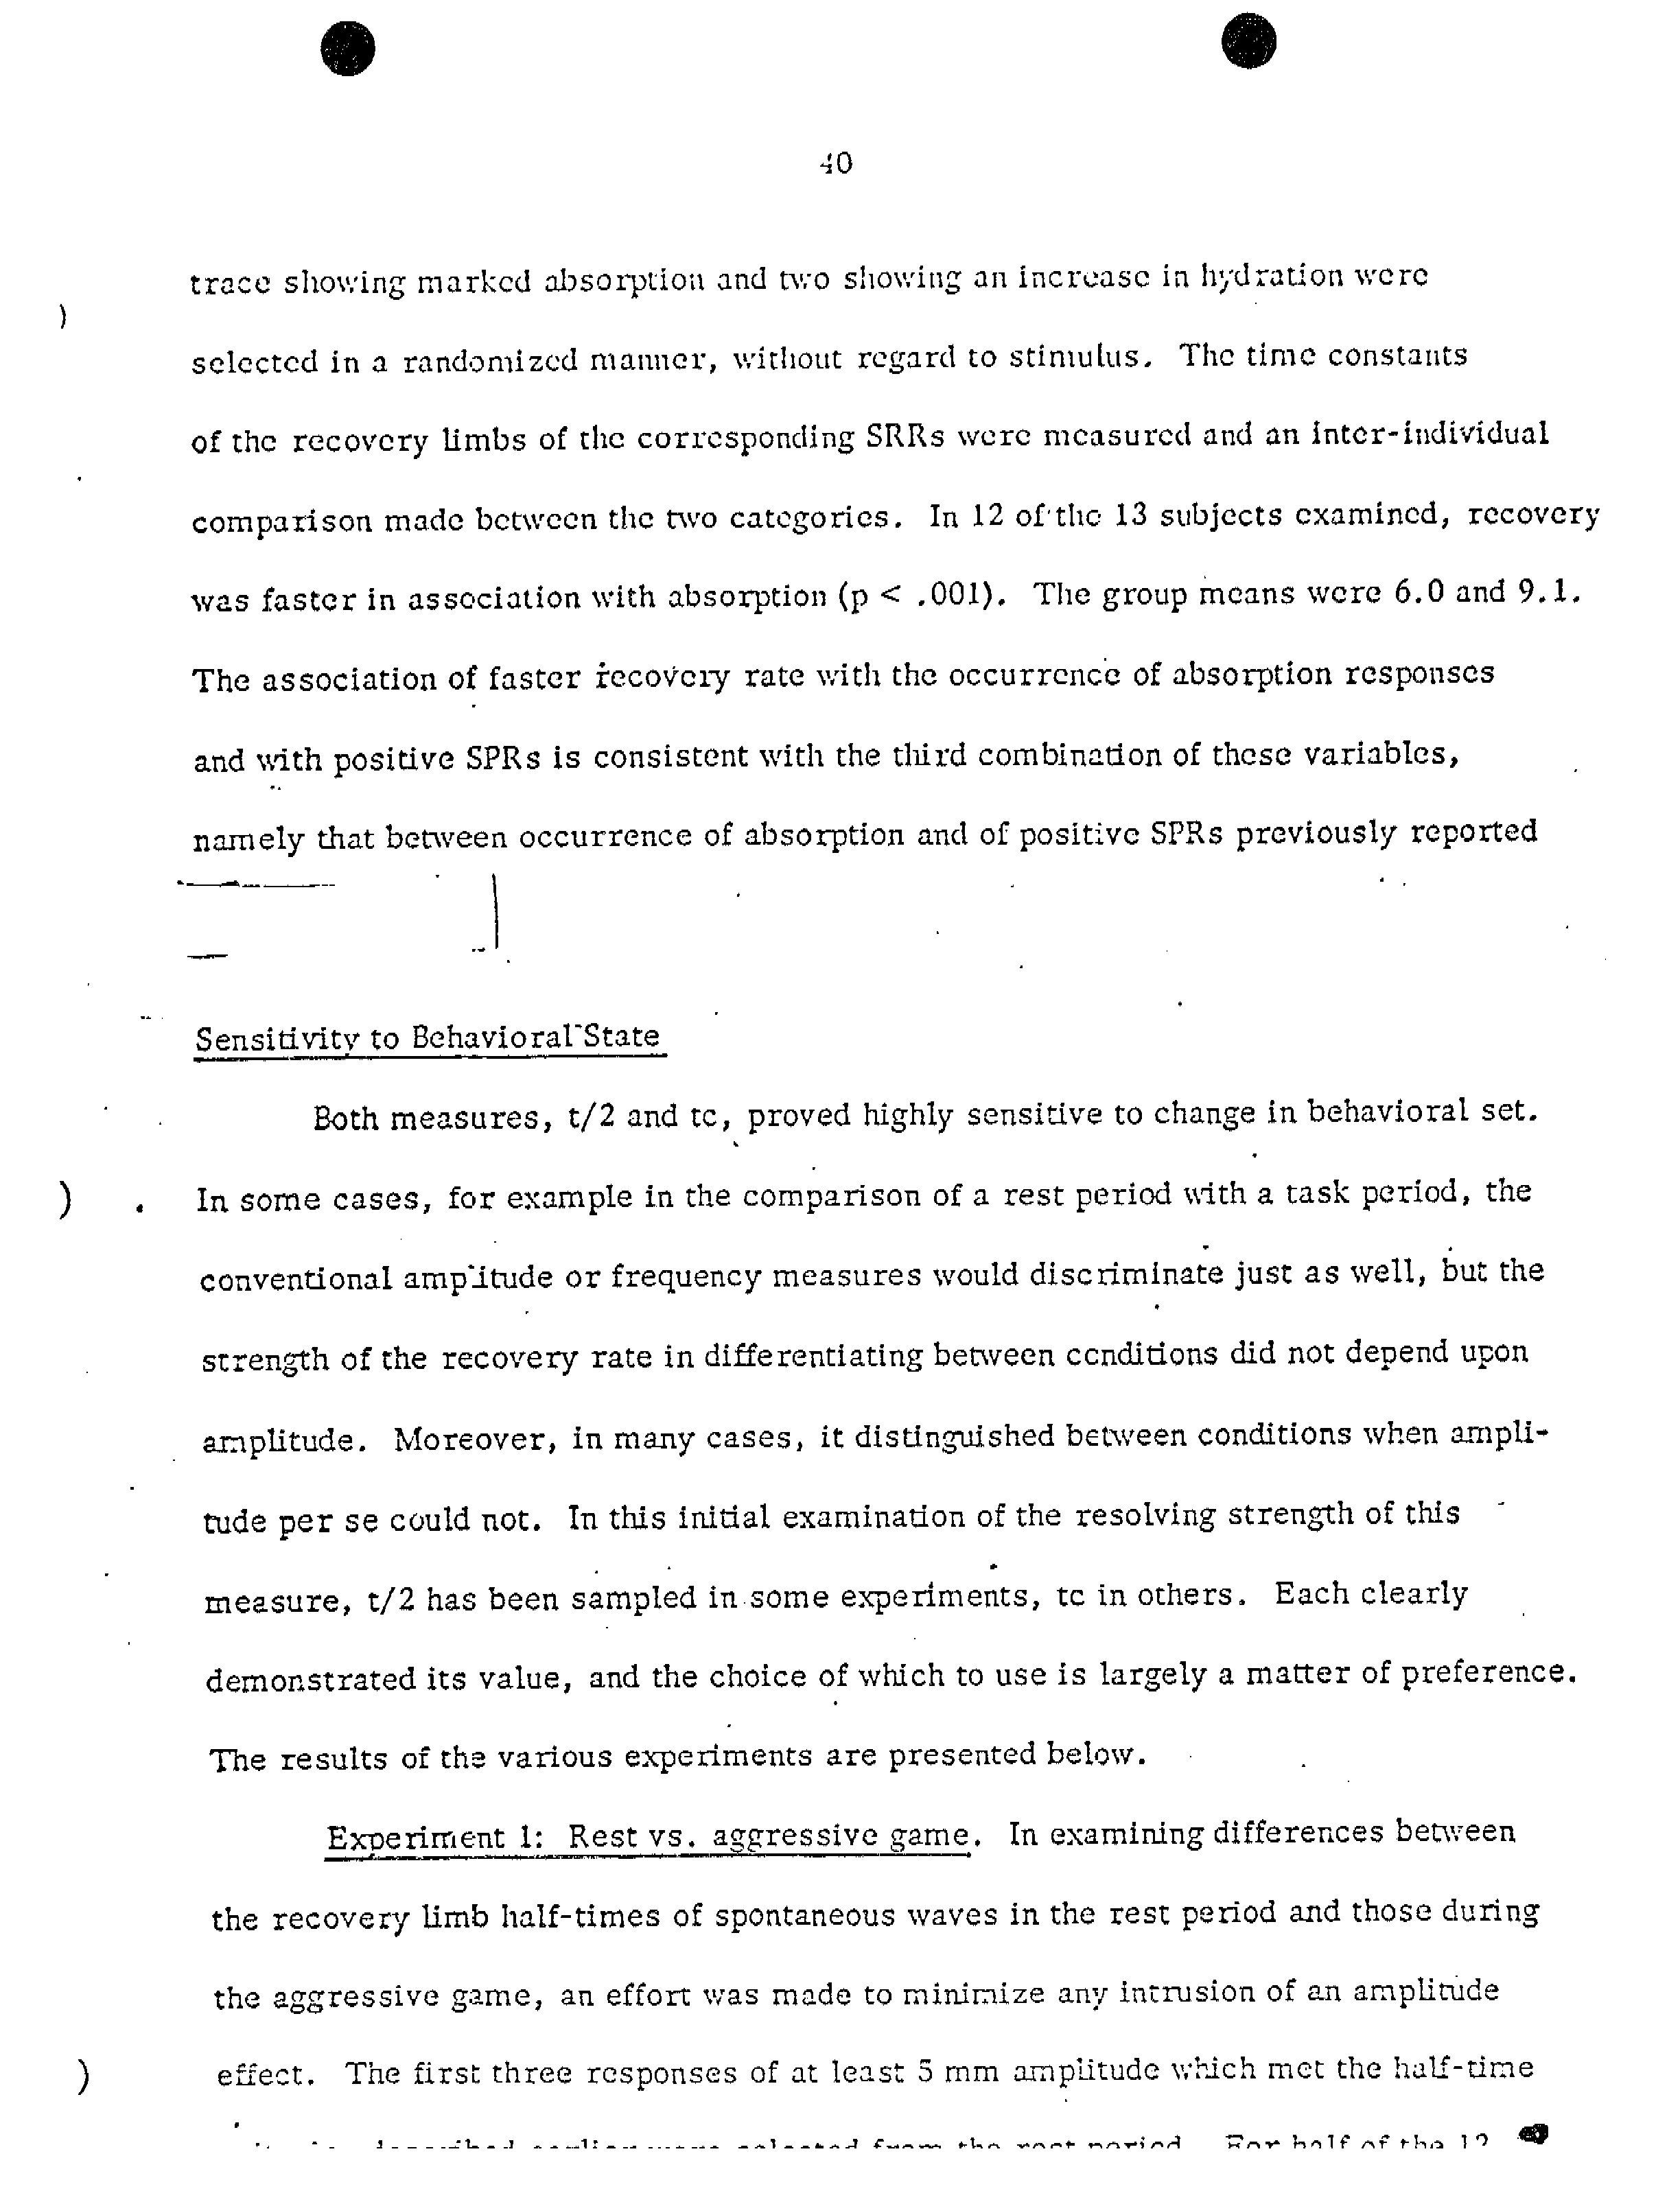 40
trace showing marked absorption and two showing an increase in hydration were
selected in a randomized manner, without regard to stimulus. The time constants
of the recovery limbs of the corresponding SRRs were measured and an inter-individual
comparison made between the two categories. In 12 of the 13 subjects examined, recovery
was faster in association with absorption (p < .001). The group means were 6.0 and 9.1.
The association of faster recovery rate with the occurrence of absorption responses
and with positive SPRs is consistent with the third combination of these variables,
namely that between occurrence of absorption and of positive SPRs previously reported
Sensitivity to Behavioral State
Both measures, t/2 and tc, proved highly sensitive to change in behavioral set.
In some cases, for example in the comparison of a rest period with a task period, the
conventional amplitude or frequency measures would discriminate just as well, but the
strength of the recovery rate in differentiating between conditions did not depend upon
amplitude. Moreover, in many cases, it distinguished between conditions when ampli-
tude per se could not. In this initial examination of the resolving strength of this
measure, t/2 has been sampled in some experiments, tc in others. Each clearly
demonstrated its value, and the choice of which to use is largely a matter of preference.
The results of the various experiments are presented below.
Experiment 1: Rest vs. aggressive game. In examining differences between
the recovery limb half-times of spontaneous waves in the rest period and those during
the aggressive game, an effort was made to minimize any intrusion of an amplitude
effect. The first three responses of at least 5 mm amplitude which met the half-time
described earlier were selected from the rest period. For half of the 12